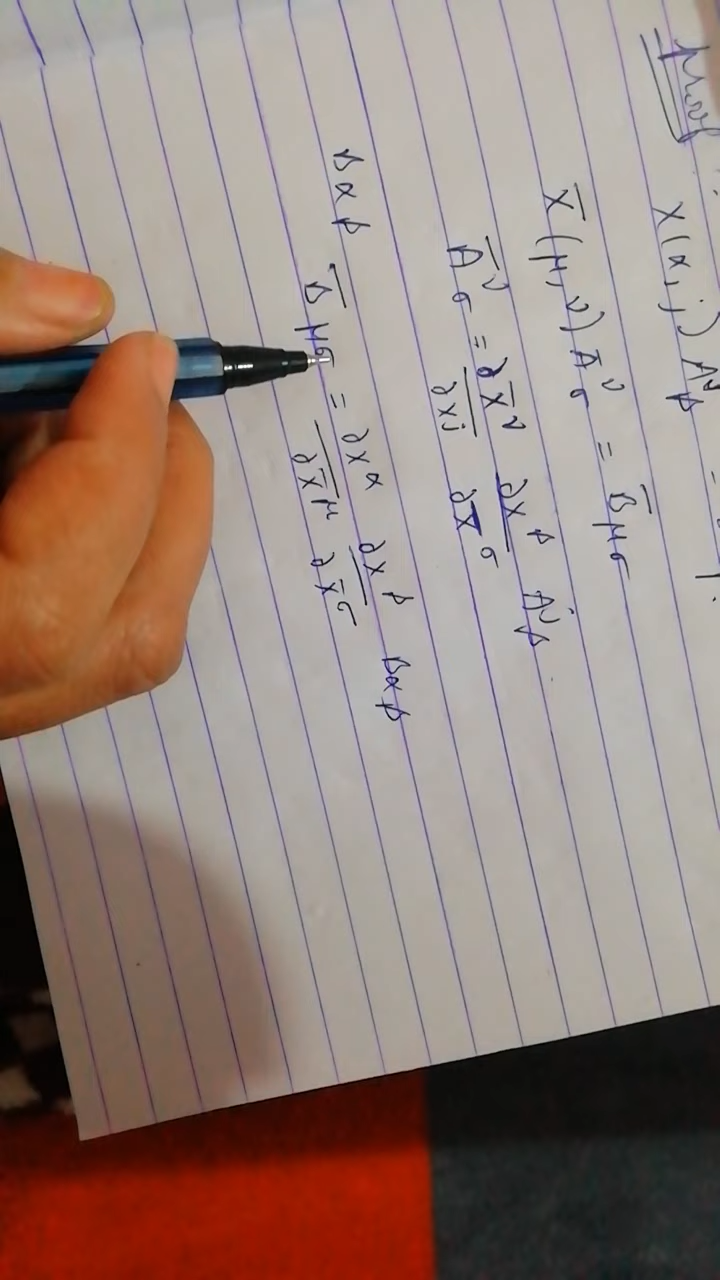 proof:
X(α, j) A^j_β =
X̄(μ, ν) Ā^ν_σ = B̄_μσ
Ā^ν_σ = ∂x̄^ν/∂x^j ∂x^β/∂x̄^σ A^j_β.
B_αβ
B̄_μσ = ∂x^α/∂x̄^μ ∂x^β/∂x̄^σ B_αβ